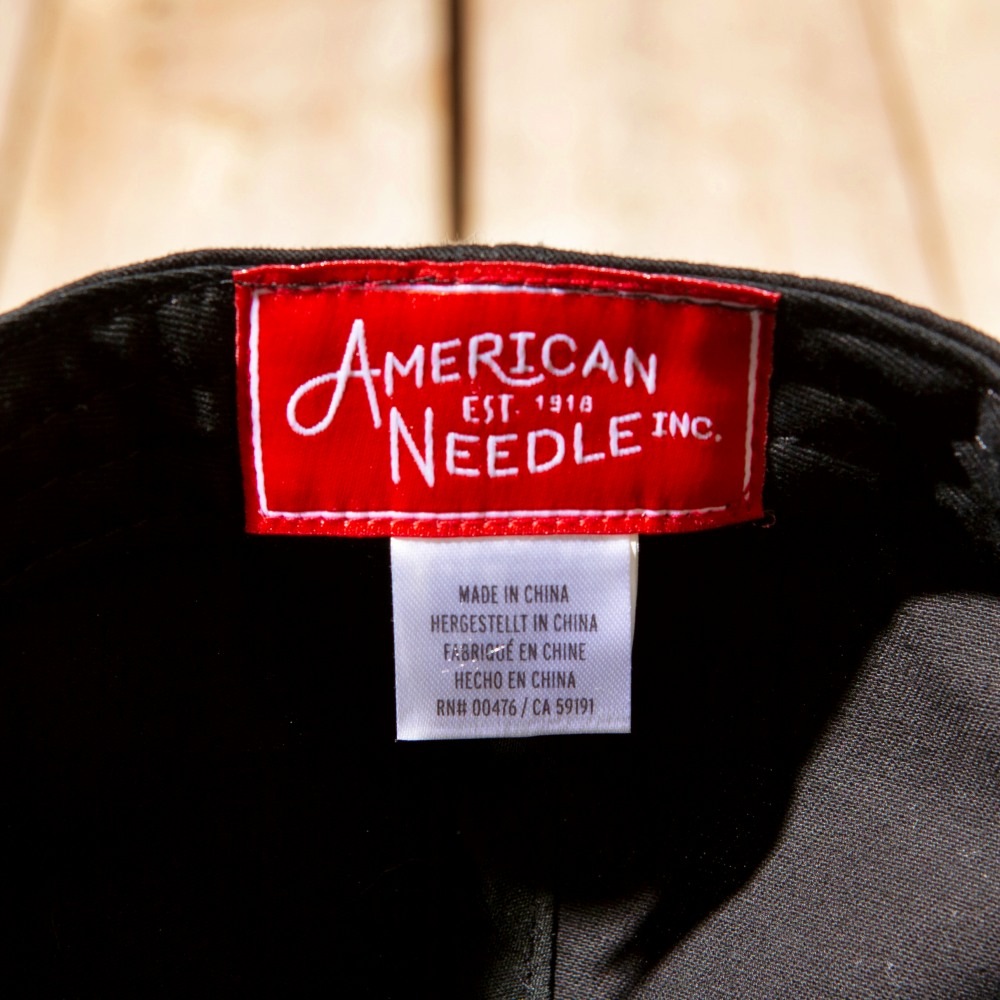 AMERICAN
EST. 1918
NEEDLE INC.
MADE IN CHINA
HERGESTELLT IN CHINA
FABRIQUÉ EN CHINE
HECHO EN CHINA
RN# 00476 / CA 59191